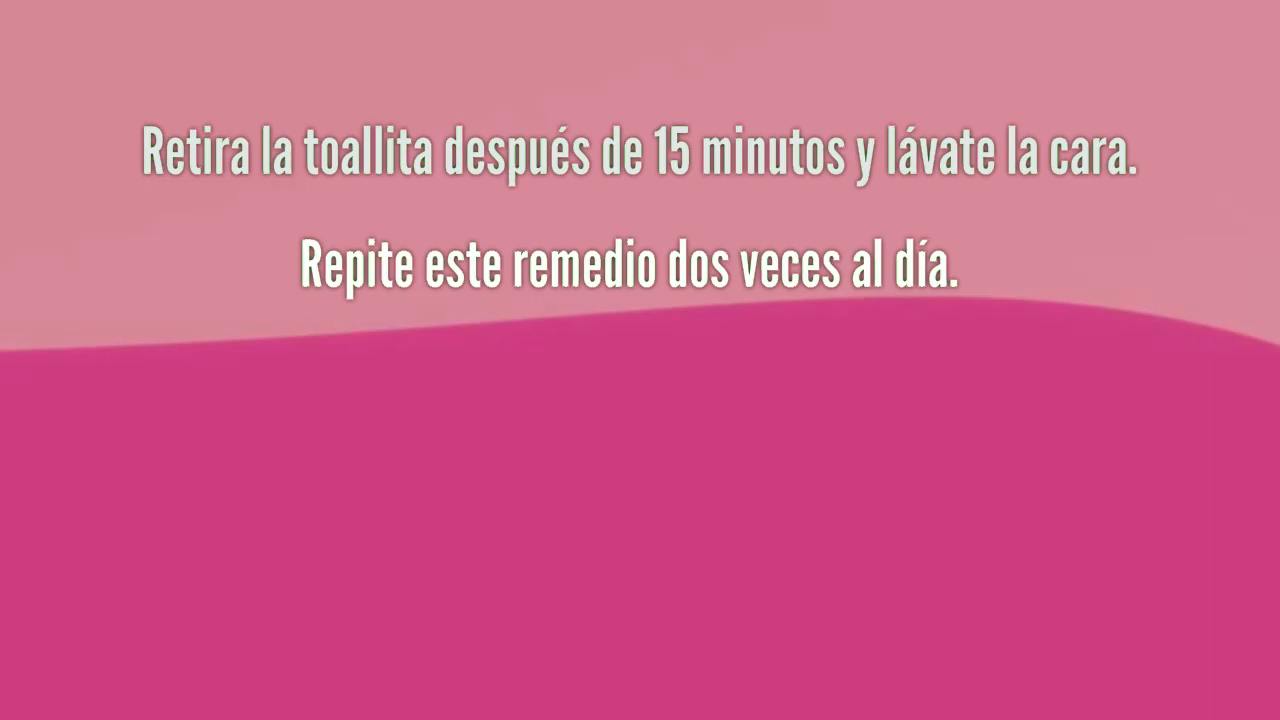 Retira la toallita después de 15 minutos y lávate la cara.
Repite este remedio dos veces al día.